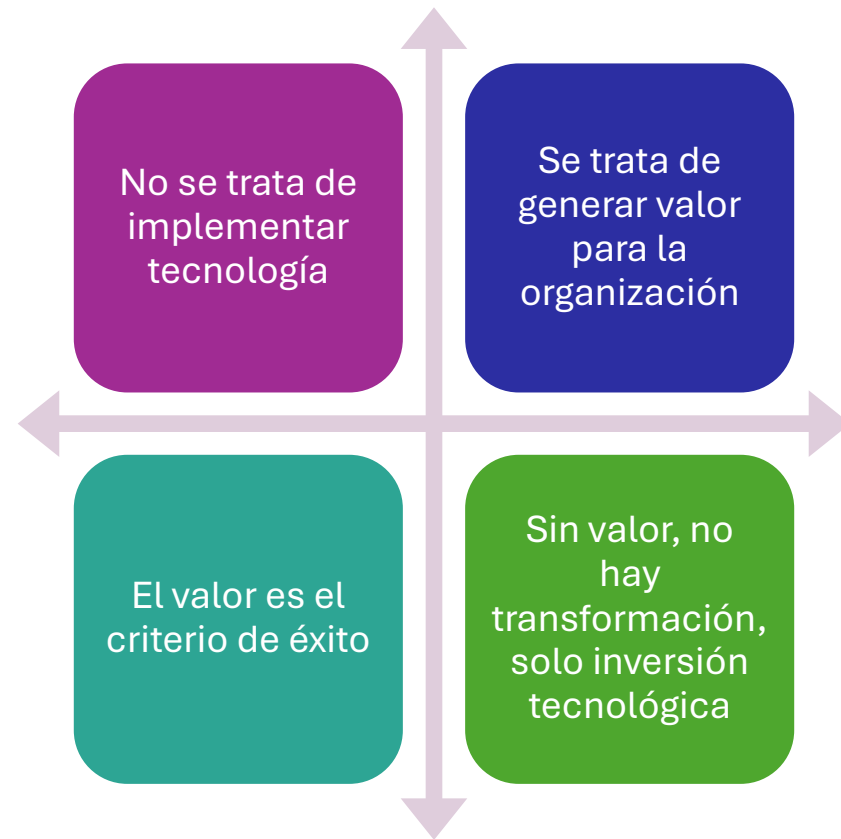 No se trata de
implementar
tecnología
Se trata de
generar valor
para la
organización
El valor es el
criterio de éxito
Sin valor, no
hay
transformación,
solo inversión
tecnológica